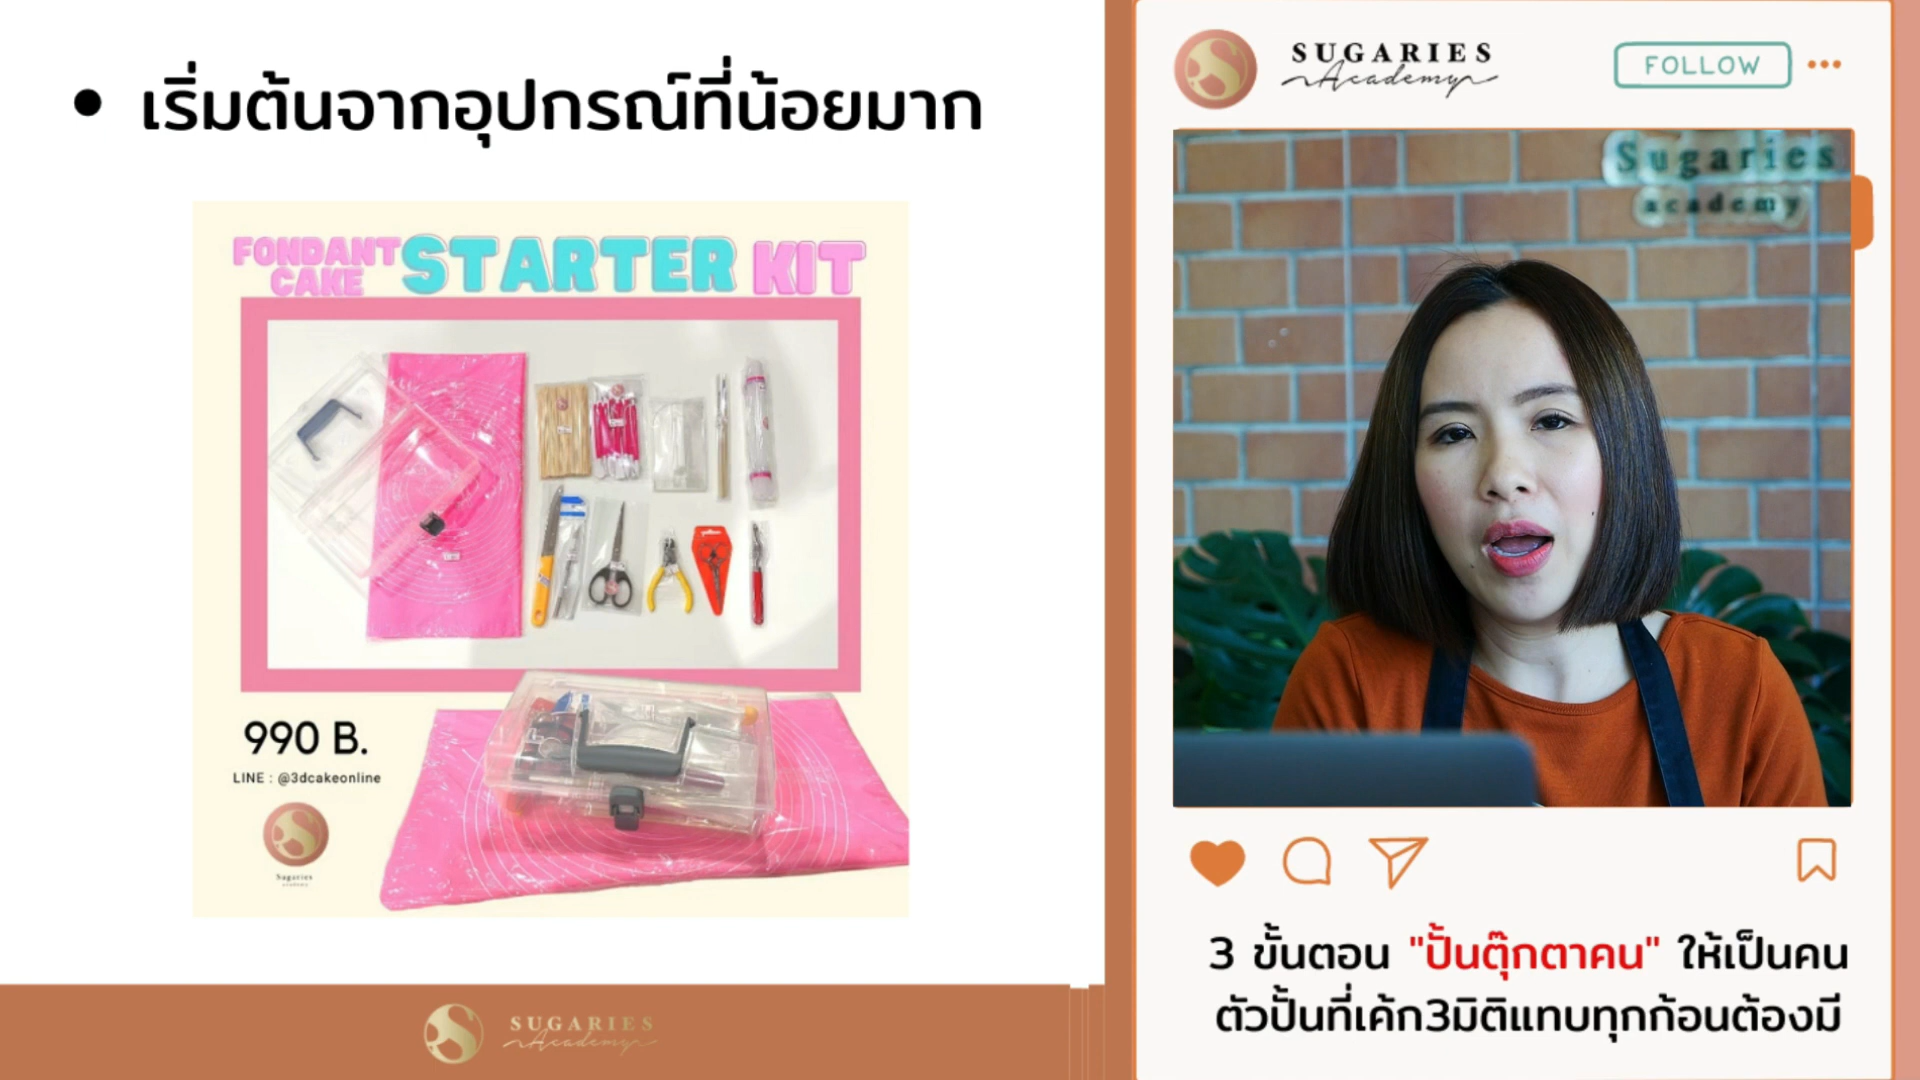 • เริ่มต้นจากอุปกรณ์ที่น้อยมาก
FONDANT CAKE STARTER KIT
990 B.
LINE : @3dcakeonline
Sugaries
academy
SUGARIES
Academy
SUGARIES
Academy
FOLLOW
Sugaries
academy
3 ขั้นตอน "ปั้นตุ๊กตาคน" ให้เป็นคน
ตัวปั้นที่เค้ก3มิติแทบทุกก้อนต้องมี